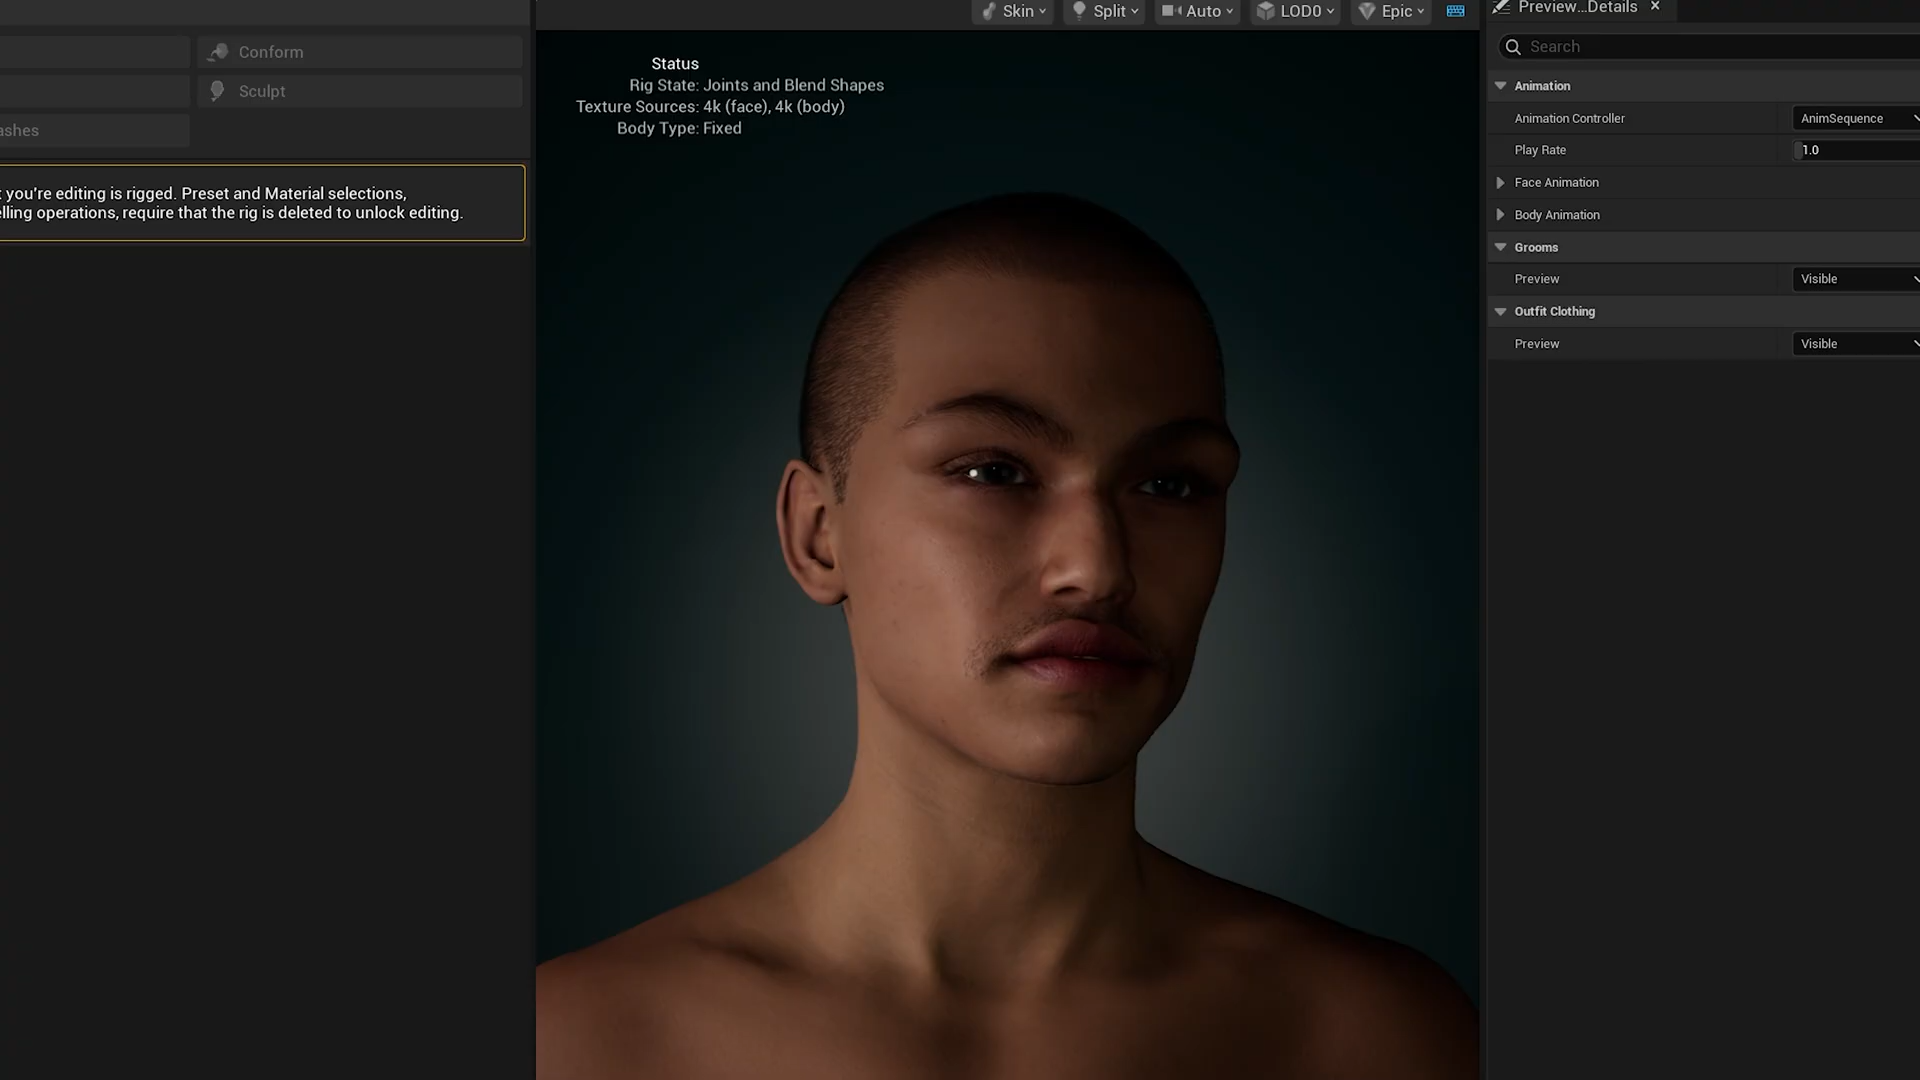 Skin
Split
Auto
LOD0
Epic
Preview...Details
Conform
Sculpt
ashes
you're editing is rigged. Preset and Material selections,
elling operations, require that the rig is deleted to unlock editing.
Status
Rig State: Joints and Blend Shapes
Texture Sources: 4k (face), 4k (body)
Body Type: Fixed
Search
Animation
Animation Controller AnimSequence
Play Rate 1.0
Face Animation
Body Animation
Grooms
Preview Visible
Outfit Clothing
Preview Visible